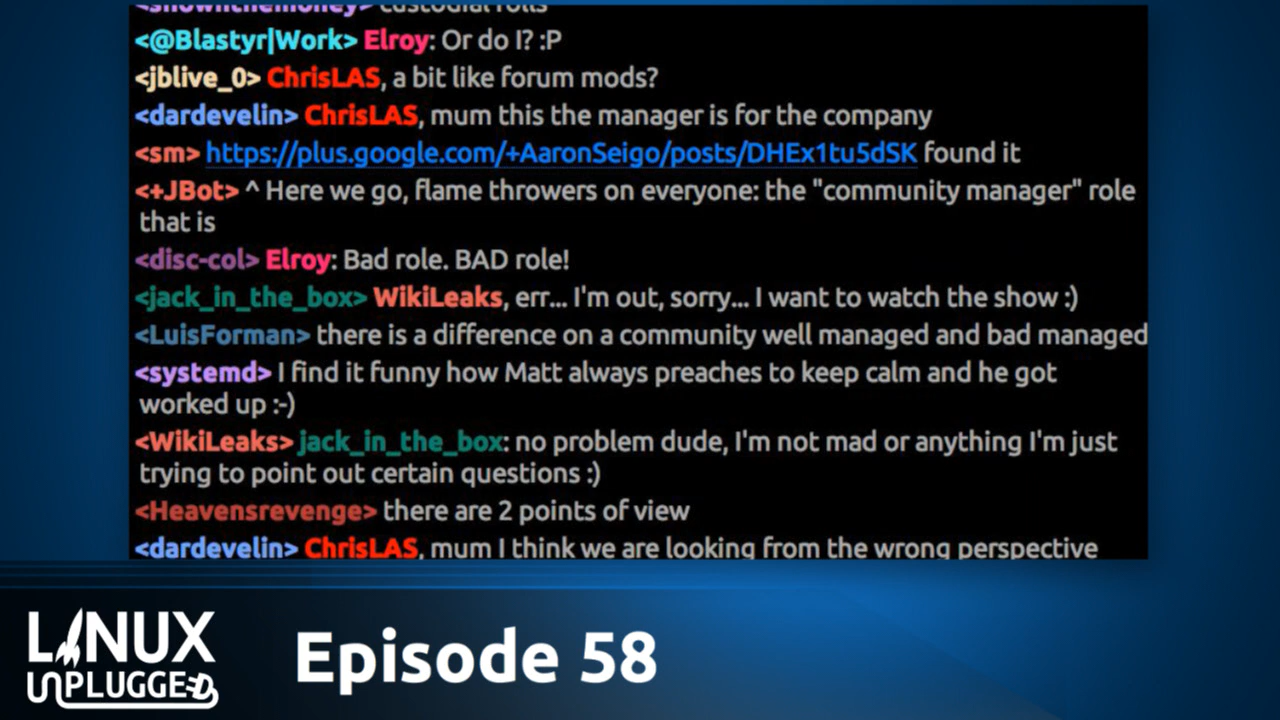 <showmthemoney> custodial rolls
<@Blastyr|Work> Elroy: Or do I? :P
<jblive_0> ChrisLAS, a bit like forum mods?
<dardevelin> ChrisLAS, mum this the manager is for the company
<sm> https://plus.google.com/+AaronSeigo/posts/DHEx1tu5dSK found it
<+JBot> ^ Here we go, flame throwers on everyone: the "community manager" role
that is
<disc-col> Elroy: Bad role. BAD role!
<jack_in_the_box> WikiLeaks, err... I'm out, sorry... I want to watch the show :)
<LuisForman> there is a difference on a community well managed and bad managed
<systemd> I find it funny how Matt always preaches to keep calm and he got
worked up :-)
<WikiLeaks> jack_in_the_box: no problem dude, I'm not mad or anything I'm just
trying to point out certain questions :)
<Heavensrevenge> there are 2 points of view
<dardevelin> ChrisLAS, mum I think we are looking from the wrong perspective
LINUX
UNPLUGGED
Episode 58